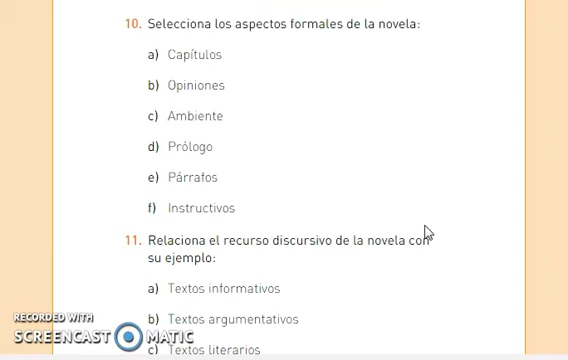 10. Selecciona los aspectos formales de la novela:
a) Capítulos
b) Opiniones
c) Ambiente
d) Prólogo
e) Párrafos
f) Instructivos
11. Relaciona el recurso discursivo de la novela con
su ejemplo:
a) Textos informativos
b) Textos argumentativos
c) Textos literarios
RECORDED WITH
SCREENCAST MATIC